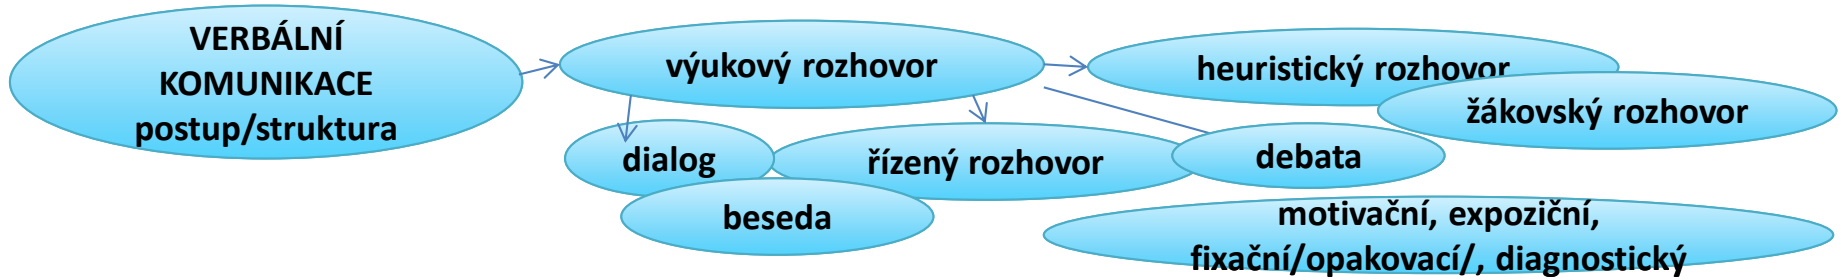 VERBÁLNÍ
KOMUNIKACE
postup/struktura
výukový rozhovor
heuristický rozhovor
žákovský rozhovor
dialog
řízený rozhovor
debata
beseda
motivační, expoziční,
fixační/opakovací/, diagnostický